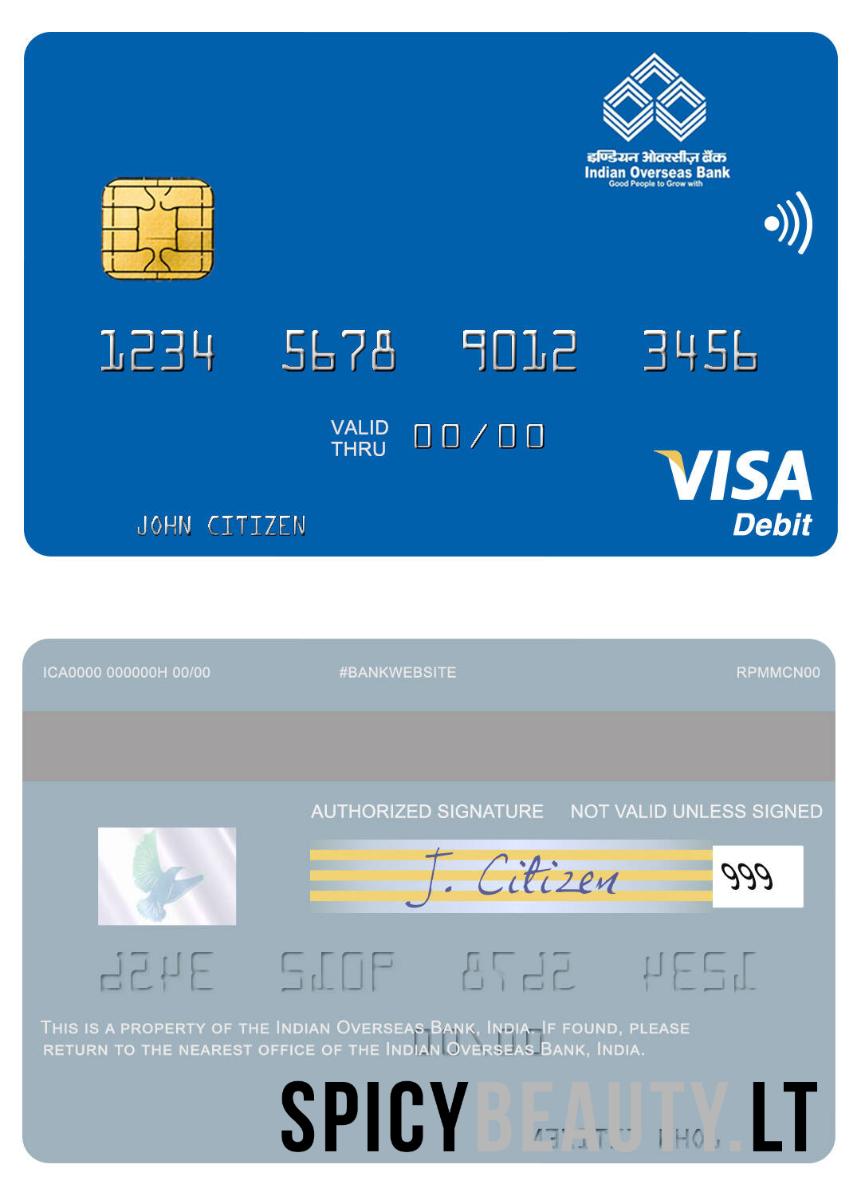 इण्डियन ओवरसीज़ बैंक
Indian Overseas Bank
Good People to Grow with
1234 5678 9012 3456
VALID
THRU 00/00
VISA
Debit
JOHN CITIZEN
ICA0000 000000H 00/00 #BANKWEBSITE RPMMCN00
AUTHORIZED SIGNATURE NOT VALID UNLESS SIGNED
J. Citizen 999
THIS IS A PROPERTY OF THE INDIAN OVERSEAS BANK, INDIA. IF FOUND, PLEASE
RETURN TO THE NEAREST OFFICE OF THE INDIAN OVERSEAS BANK, INDIA.
SPICYBEAUTY.LT